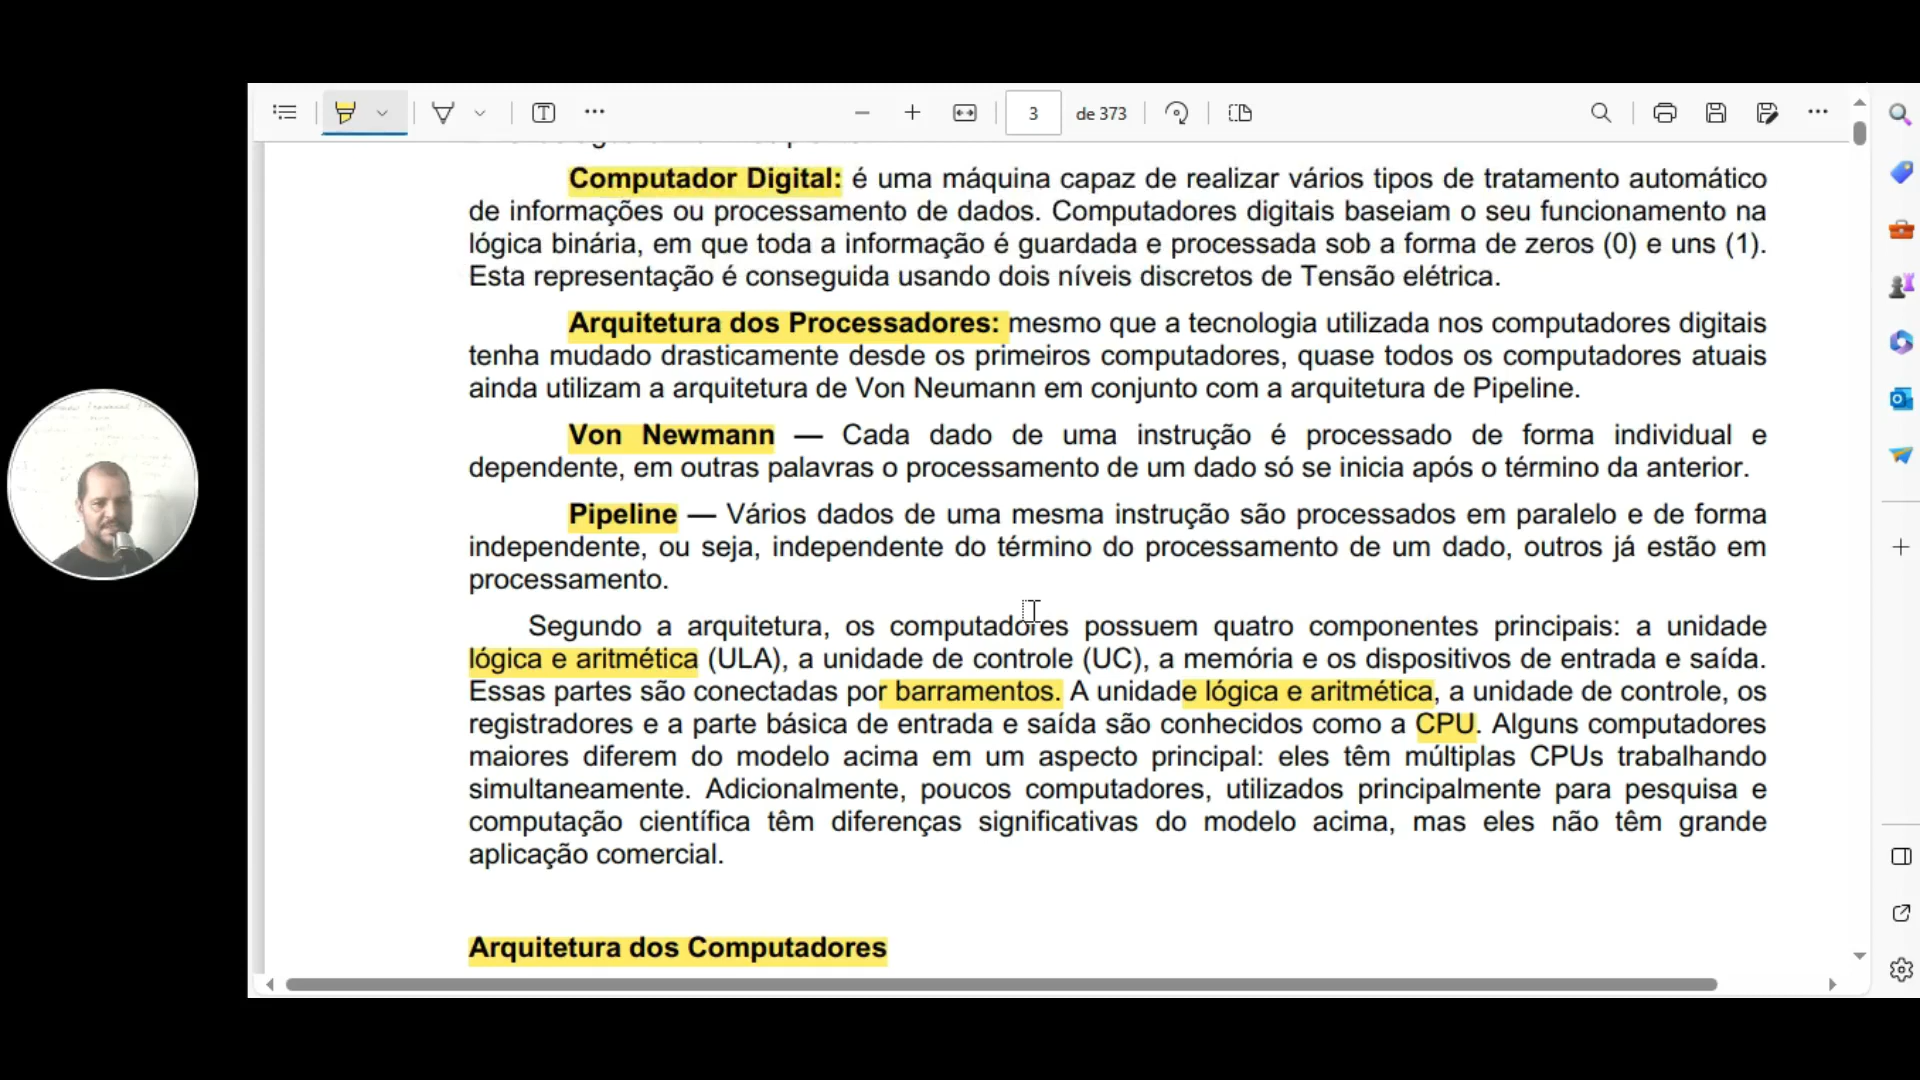 3 de 373
Computador Digital: é uma máquina capaz de realizar vários tipos de tratamento automático
de informações ou processamento de dados. Computadores digitais baseiam o seu funcionamento na
lógica binária, em que toda a informação é guardada e processada sob a forma de zeros (0) e uns (1).
Esta representação é conseguida usando dois níveis discretos de Tensão elétrica.
Arquitetura dos Processadores: mesmo que a tecnologia utilizada nos computadores digitais
tenha mudado drasticamente desde os primeiros computadores, quase todos os computadores atuais
ainda utilizam a arquitetura de Von Neumann em conjunto com a arquitetura de Pipeline.
Von Newmann — Cada dado de uma instrução é processado de forma individual e
dependente, em outras palavras o processamento de um dado só se inicia após o término da anterior.
Pipeline — Vários dados de uma mesma instrução são processados em paralelo e de forma
independente, ou seja, independente do término do processamento de um dado, outros já estão em
processamento.
Segundo a arquitetura, os computadores possuem quatro componentes principais: a unidade
lógica e aritmética (ULA), a unidade de controle (UC), a memória e os dispositivos de entrada e saída.
Essas partes são conectadas por barramentos. A unidade lógica e aritmética, a unidade de controle, os
registradores e a parte básica de entrada e saída são conhecidos como a CPU. Alguns computadores
maiores diferem do modelo acima em um aspecto principal: eles têm múltiplas CPUs trabalhando
simultaneamente. Adicionalmente, poucos computadores, utilizados principalmente para pesquisa e
computação científica têm diferenças significativas do modelo acima, mas eles não têm grande
aplicação comercial.
Arquitetura dos Computadores